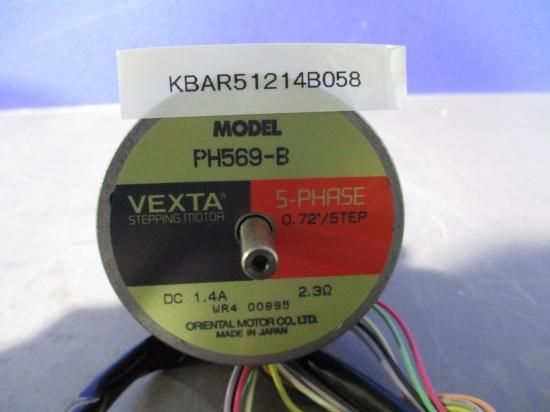 KBAR51214B058
MODEL
PH569-B
VEXTA®
STEPPING MOTOR
5-PHASE
0.72°/STEP
DC 1.4A 2.3Ω
WR4 00895
ORIENTAL MOTOR CO., LTD.
MADE IN JAPAN